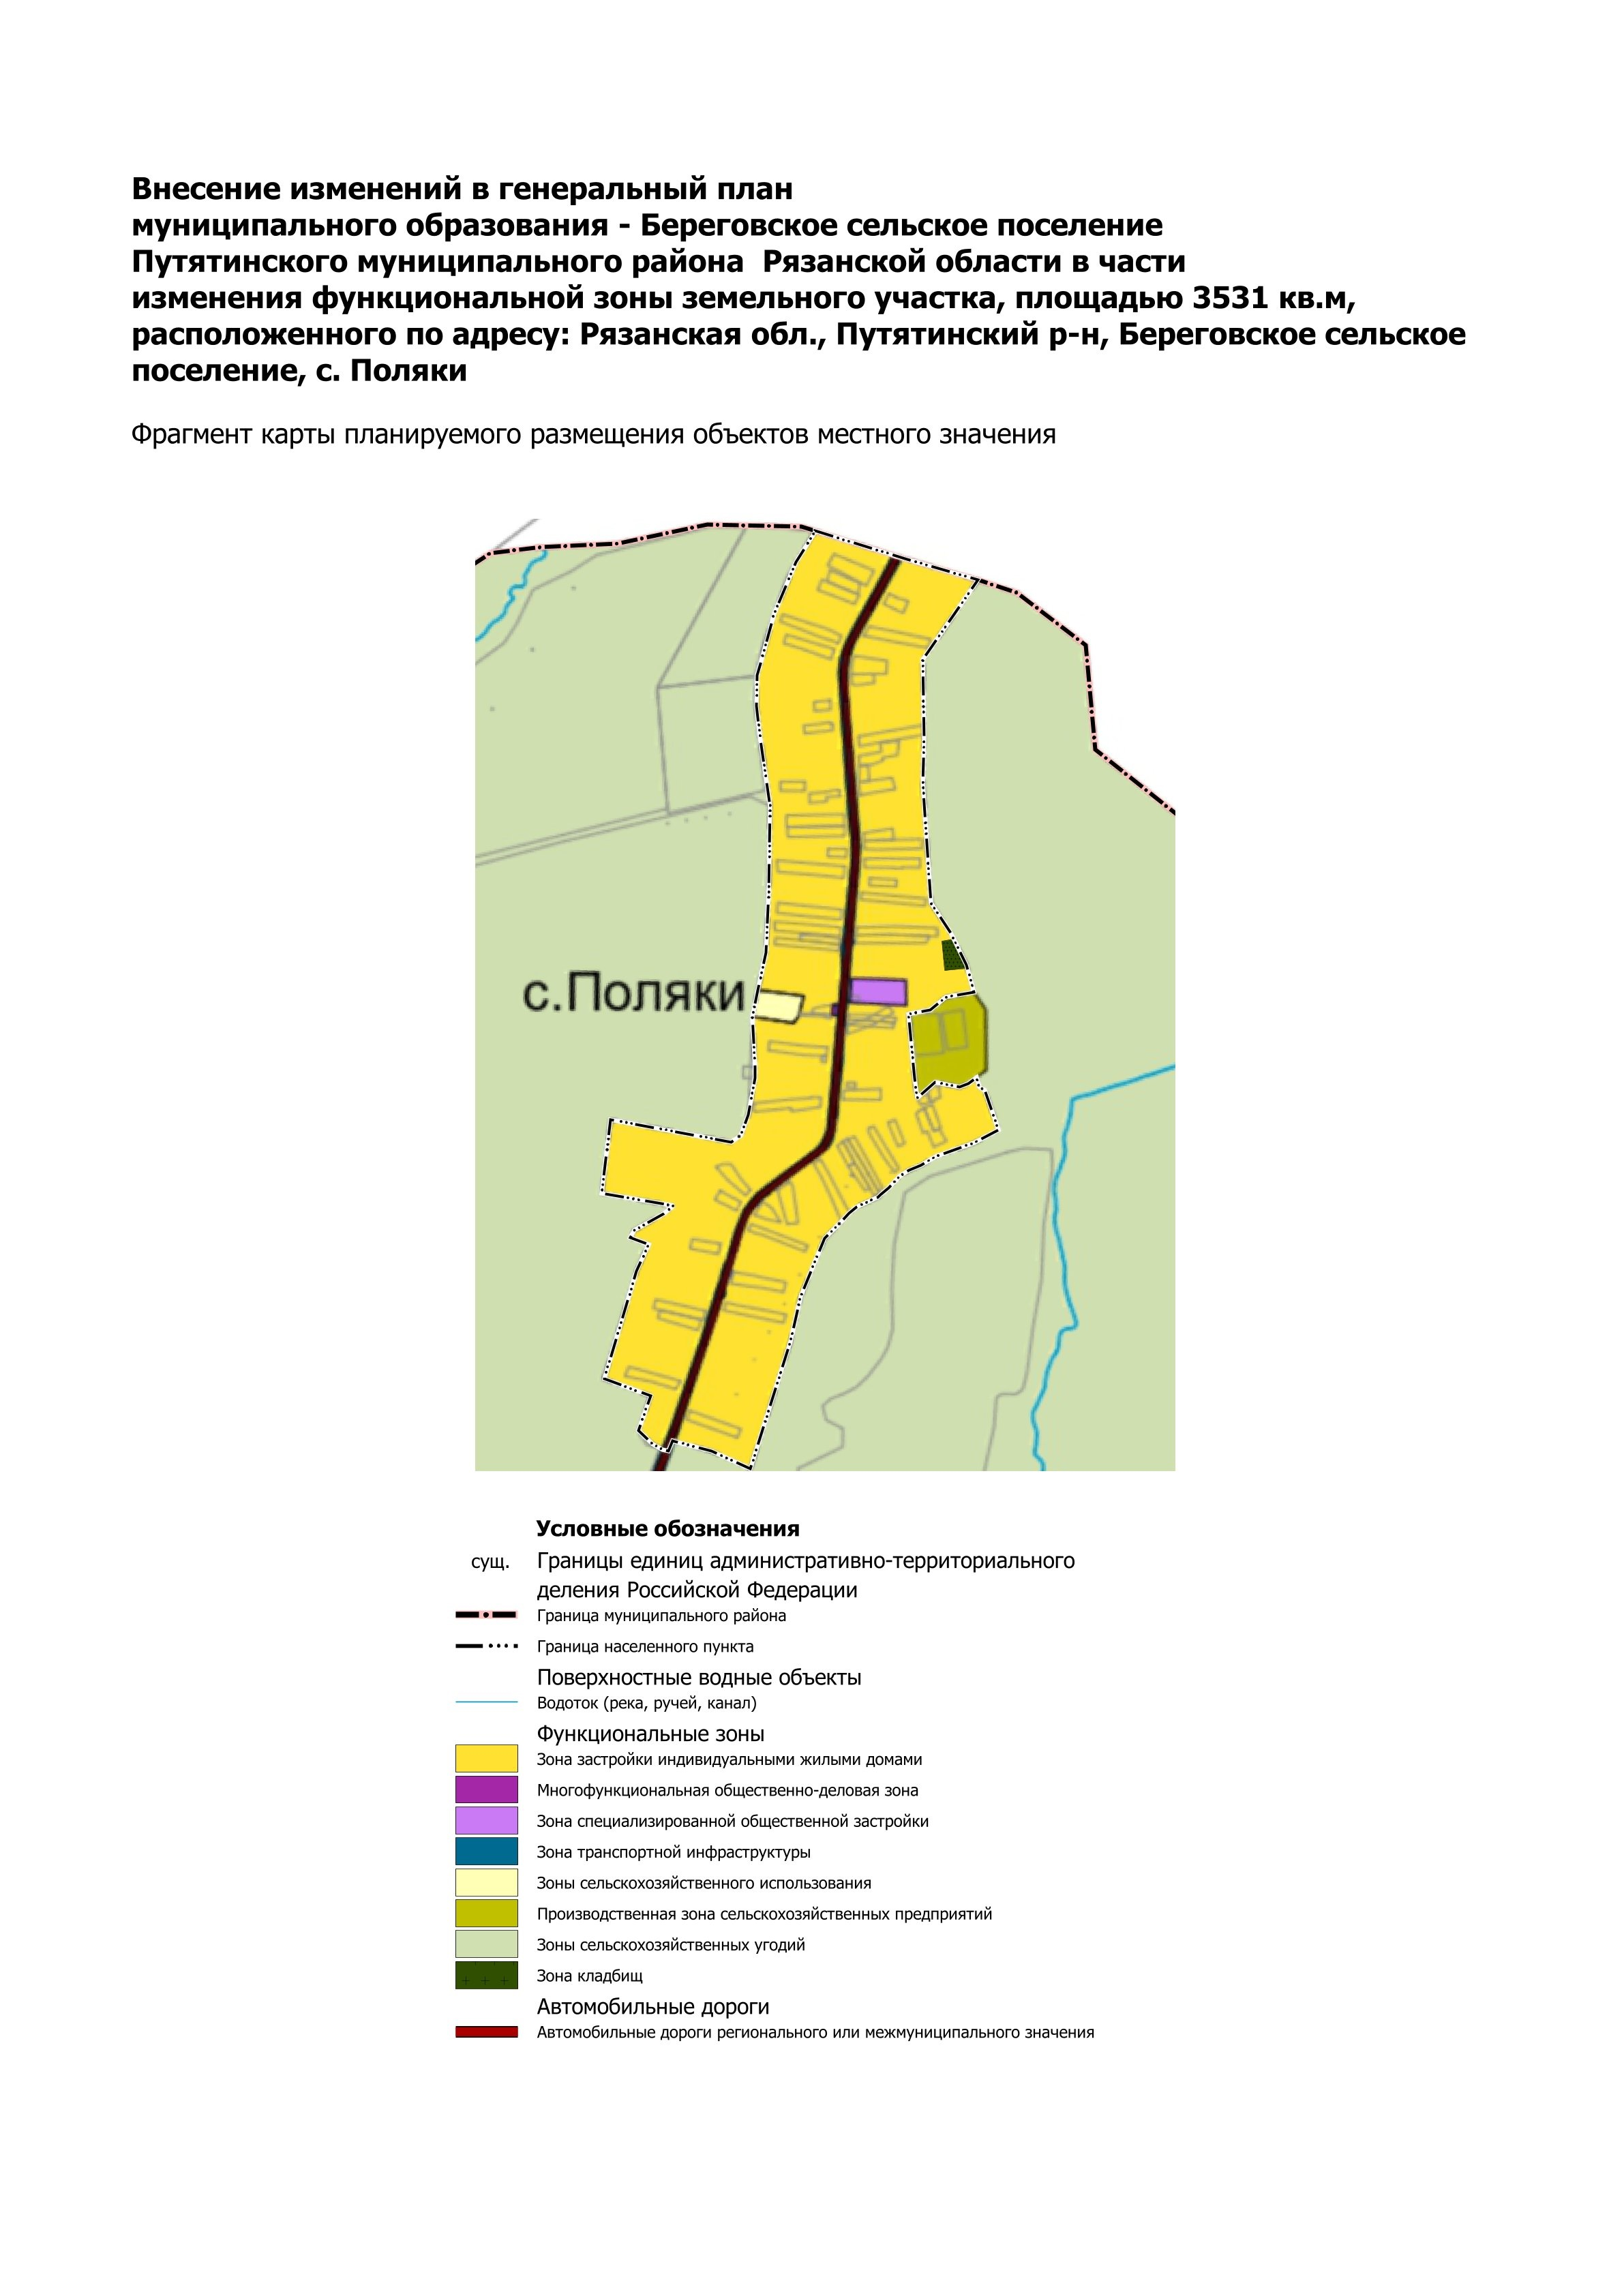 Внесение изменений в генеральный план
муниципального образования - Береговское сельское поселение
Путятинского муниципального района  Рязанской области в части
изменения функциональной зоны земельного участка, площадью 3531 кв.м,
расположенного по адресу: Рязанская обл., Путятинский р-н, Береговское сельское
поселение, с. Поляки
Фрагмент карты планируемого размещения объектов местного значения
с.Поляки
Условные обозначения
сущ. Границы единиц административно-территориального
деления Российской Федерации
Граница муниципального района
Граница населенного пункта
Поверхностные водные объекты
Водоток (река, ручей, канал)
Функциональные зоны
Зона застройки индивидуальными жилыми домами
Многофункциональная общественно-деловая зона
Зона специализированной общественной застройки
Зона транспортной инфраструктуры
Зоны сельскохозяйственного использования
Производственная зона сельскохозяйственных предприятий
Зоны сельскохозяйственных угодий
Зона кладбищ
Автомобильные дороги
Автомобильные дороги регионального или межмуниципального значения